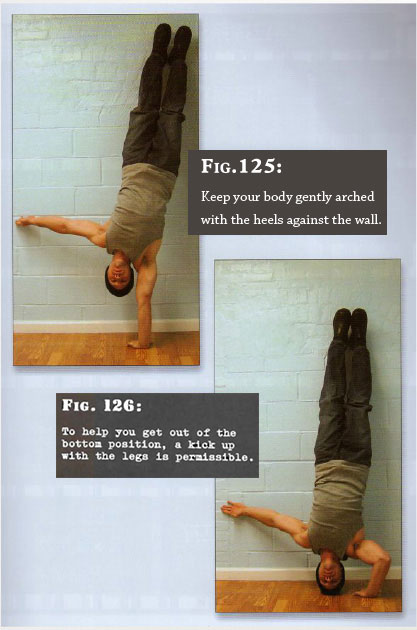 Fig.125:
Keep your body gently arched
with the heels against the wall.
Fig. 126:
To help you get out of the
bottom position, a kick up
with the legs is permissible.